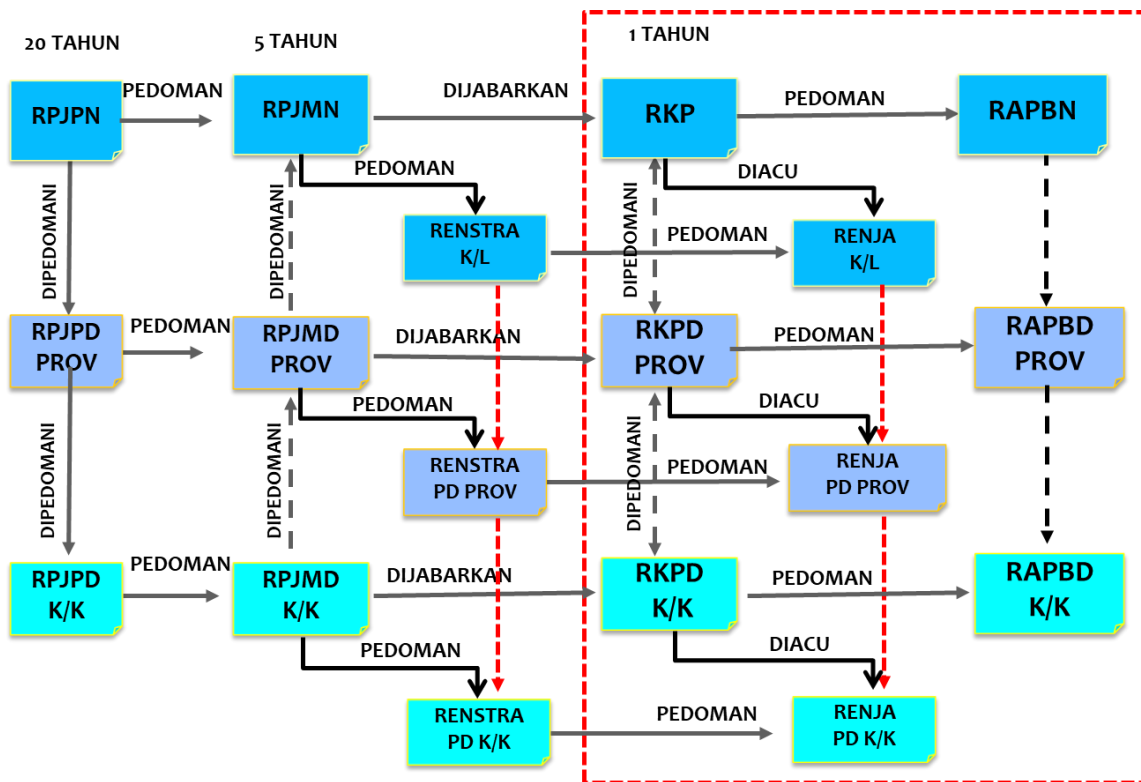 20 TAHUN
5 TAHUN
1 TAHUN
RPJPN
PEDOMAN
RPJMN
DIJABARKAN
RKP
PEDOMAN
RAPBN
DIPEDOMANI
DIPEDOMANI
PEDOMAN
RENSTRA
K/L
PEDOMAN
DIPEDOMANI
DIACU
RENJA
K/L
RPJPD
PROV
PEDOMAN
RPJMD
PROV
DIJABARKAN
RKPD
PROV
PEDOMAN
RAPBD
PROV
DIPEDOMANI
DIPEDOMANI
PEDOMAN
RENSTRA
PD PROV
PEDOMAN
DIPEDOMANI
DIACU
RENJA
PD PROV
RPJPD
K/K
PEDOMAN
RPJMD
K/K
DIJABARKAN
RKPD
K/K
PEDOMAN
RAPBD
K/K
PEDOMAN
RENSTRA
PD K/K
PEDOMAN
DIACU
RENJA
PD K/K